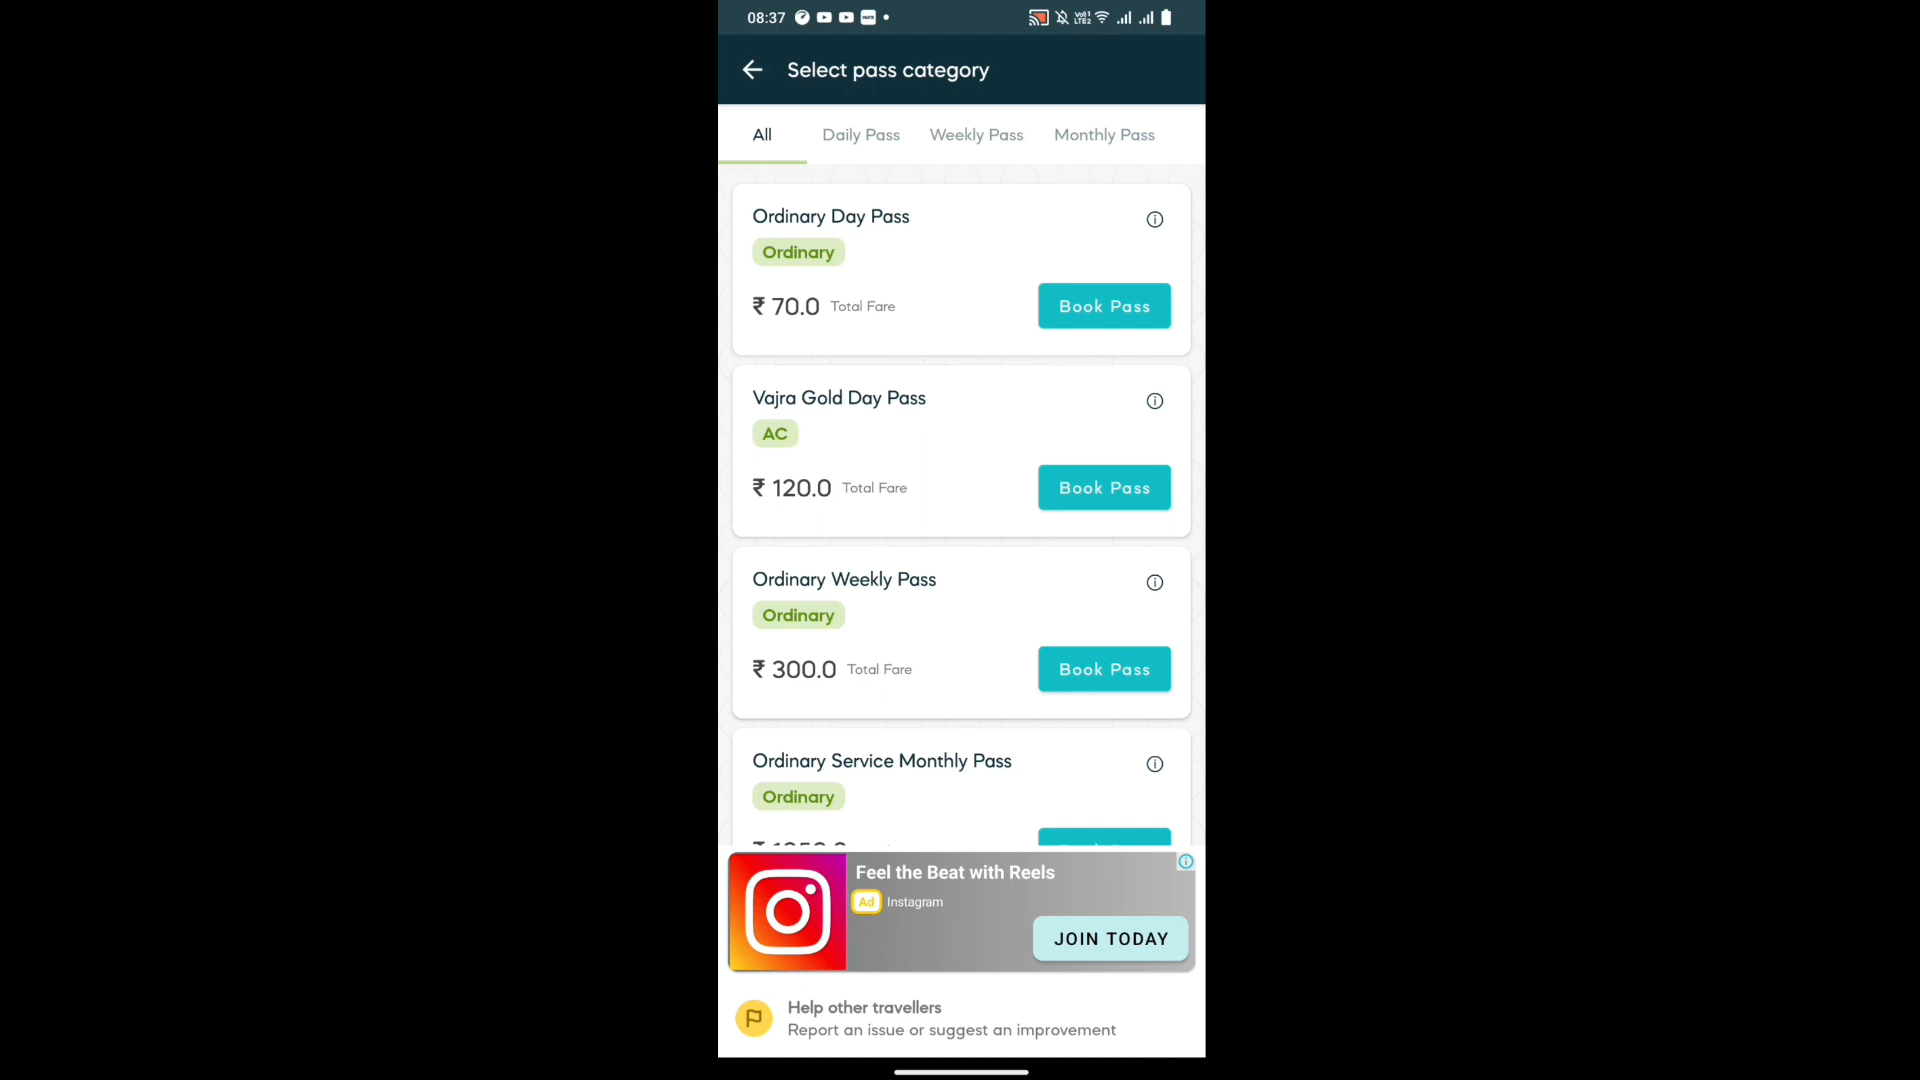 08:37
Select pass category
All Daily Pass Weekly Pass Monthly Pass
Ordinary Day Pass
Ordinary
₹ 70.0 Total Fare
Book Pass
Vajra Gold Day Pass
AC
₹ 120.0 Total Fare
Book Pass
Ordinary Weekly Pass
Ordinary
₹ 300.0 Total Fare
Book Pass
Ordinary Service Monthly Pass
Ordinary
Feel the Beat with Reels
Ad Instagram
JOIN TODAY
Help other travellers
Report an issue or suggest an improvement